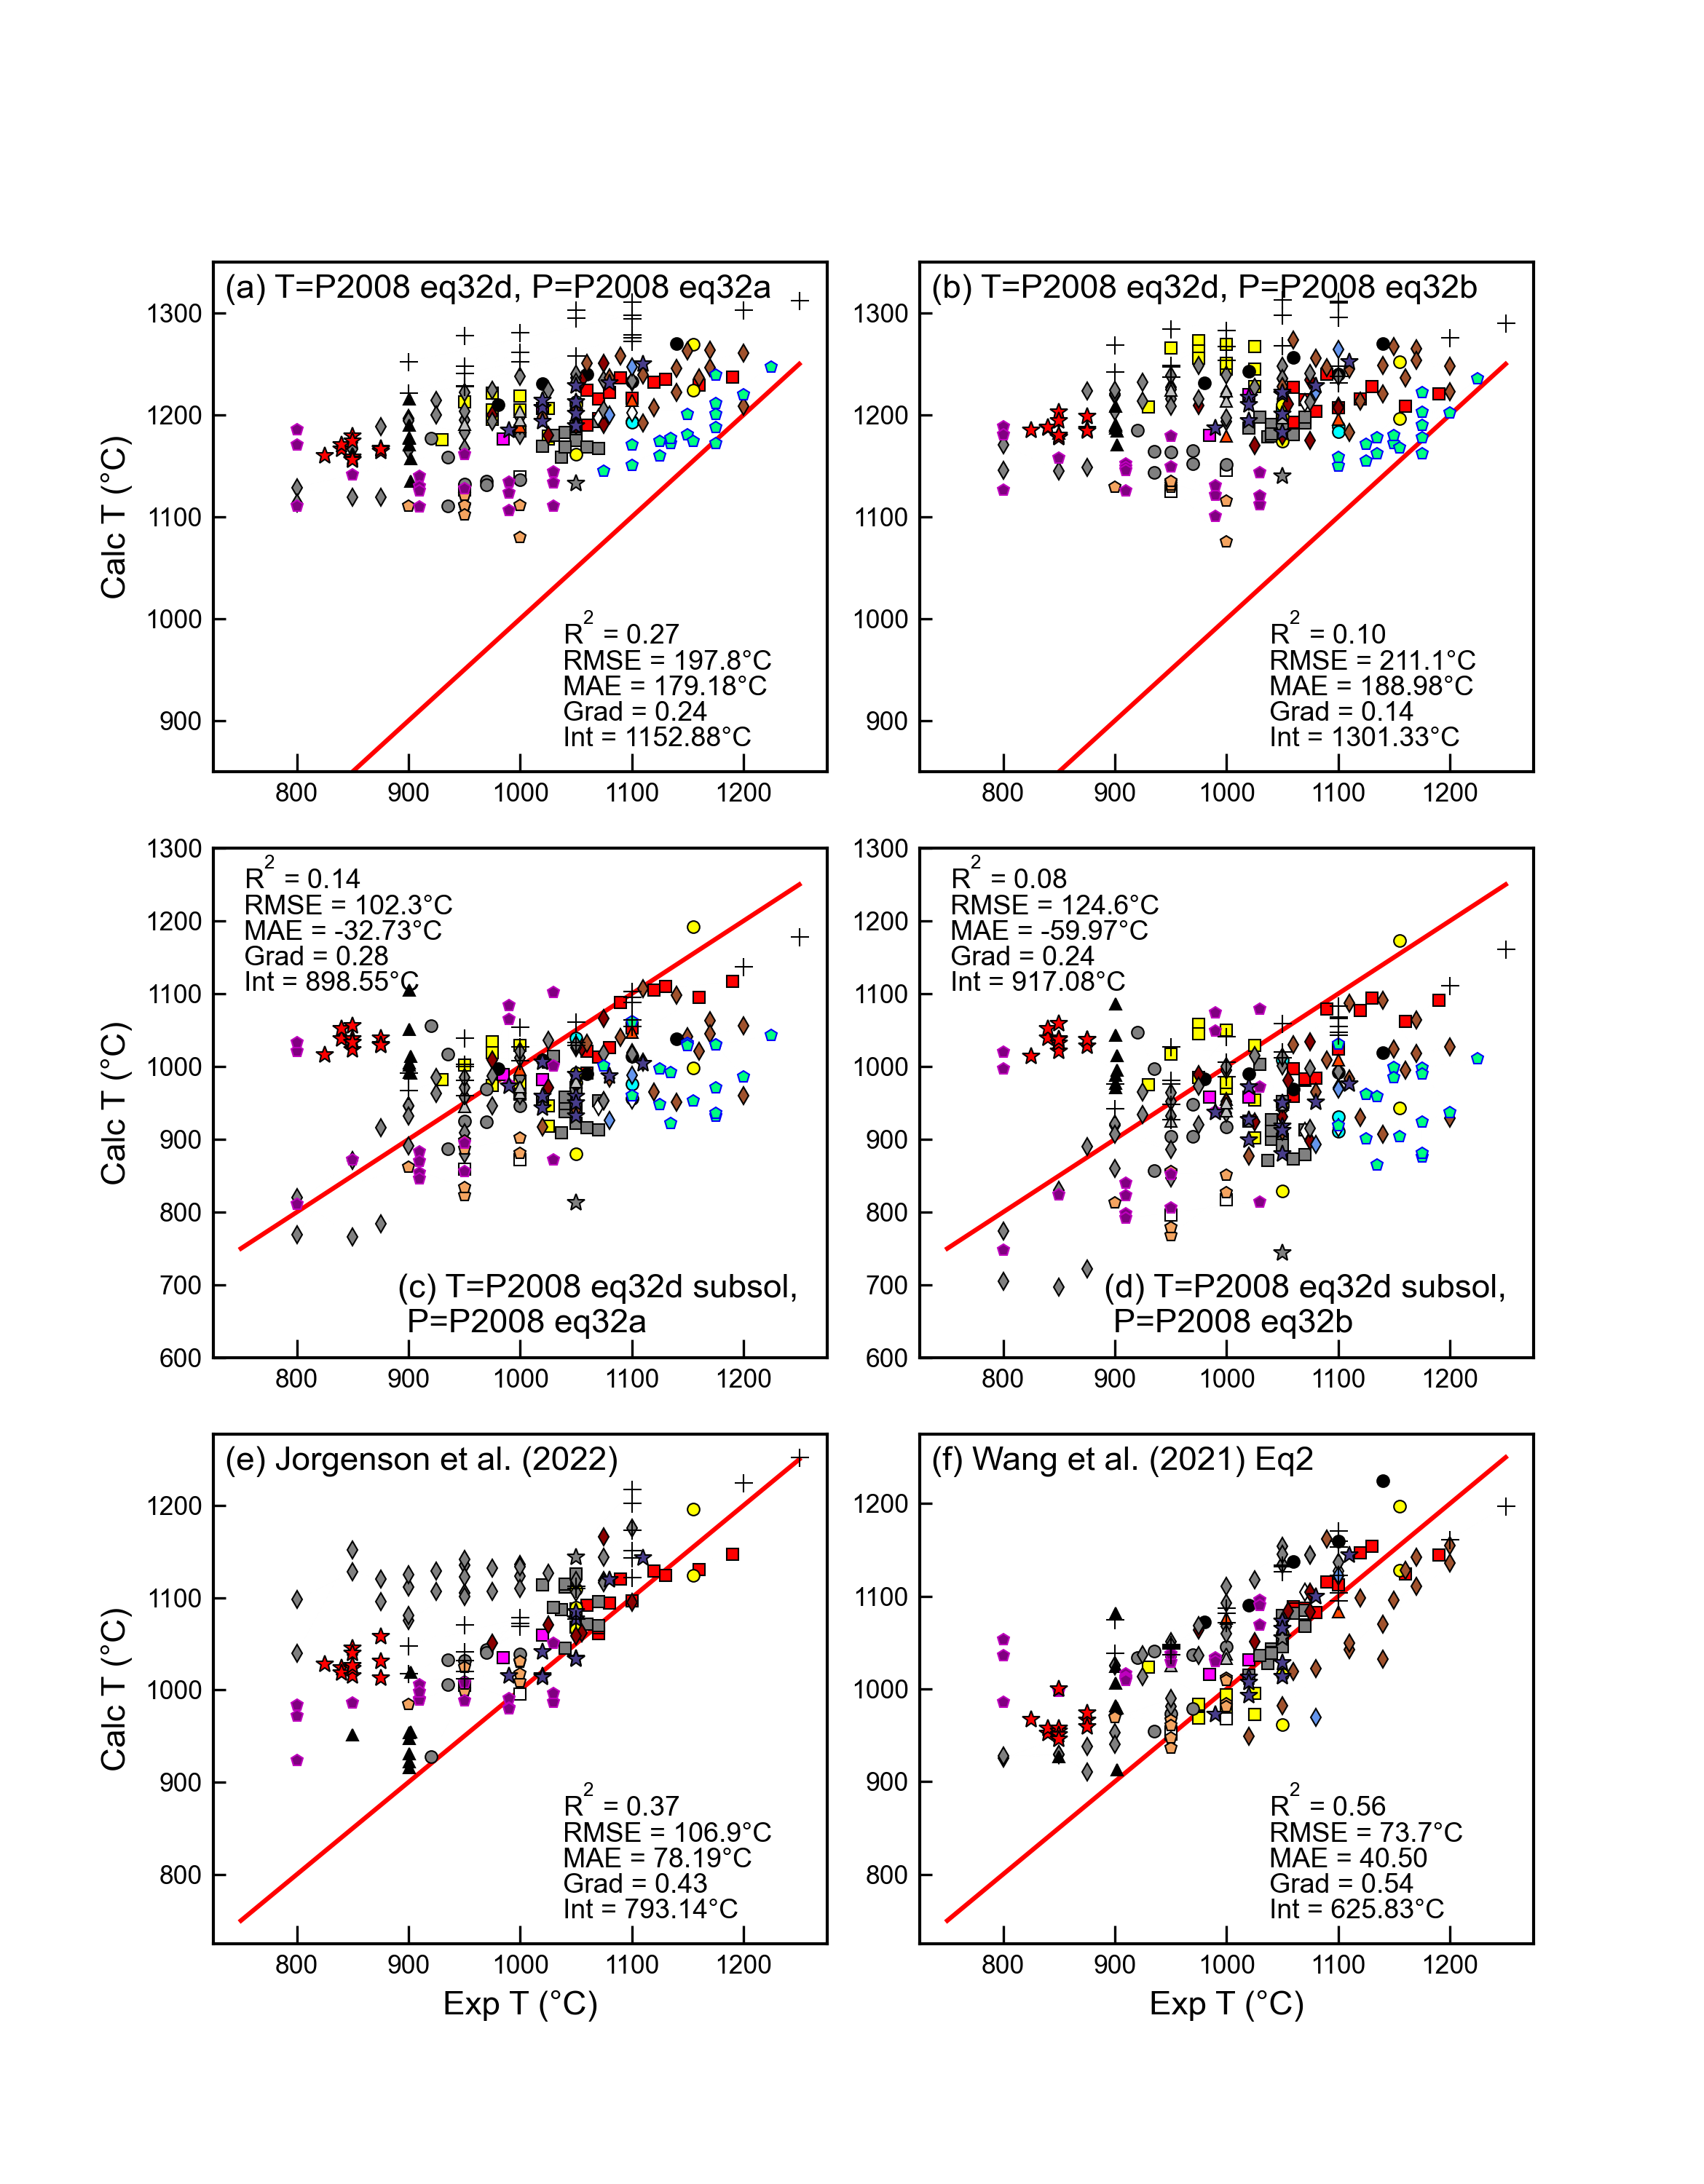 (a) T=P2008 eq32d, P=P2008 eq32a
1300
1200
1100
1000
900
Calc T (°C)
R² = 0.27
RMSE = 197.8°C
MAE = 179.18°C
Grad = 0.24
Int = 1152.88°C
800 900 1000 1100 1200
(b) T=P2008 eq32d, P=P2008 eq32b
1300
1200
1100
1000
900
R² = 0.10
RMSE = 211.1°C
MAE = 188.98°C
Grad = 0.14
Int = 1301.33°C
800 900 1000 1100 1200
1300
1200
1100
1000
900
800
700
600
Calc T (°C)
R² = 0.14
RMSE = 102.3°C
MAE = -32.73°C
Grad = 0.28
Int = 898.55°C
(c) T=P2008 eq32d subsol,
P=P2008 eq32a
800 900 1000 1100 1200
1300
1200
1100
1000
900
800
700
600
R² = 0.08
RMSE = 124.6°C
MAE = -59.97°C
Grad = 0.24
Int = 917.08°C
(d) T=P2008 eq32d subsol,
P=P2008 eq32b
800 900 1000 1100 1200
(e) Jorgenson et al. (2022)
1200
1100
1000
900
800
Calc T (°C)
R² = 0.37
RMSE = 106.9°C
MAE = 78.19°C
Grad = 0.43
Int = 793.14°C
800 900 1000 1100 1200
Exp T (°C)
(f) Wang et al. (2021) Eq2
1200
1100
1000
900
800
R² = 0.56
RMSE = 73.7°C
MAE = 40.50
Grad = 0.54
Int = 625.83°C
800 900 1000 1100 1200
Exp T (°C)